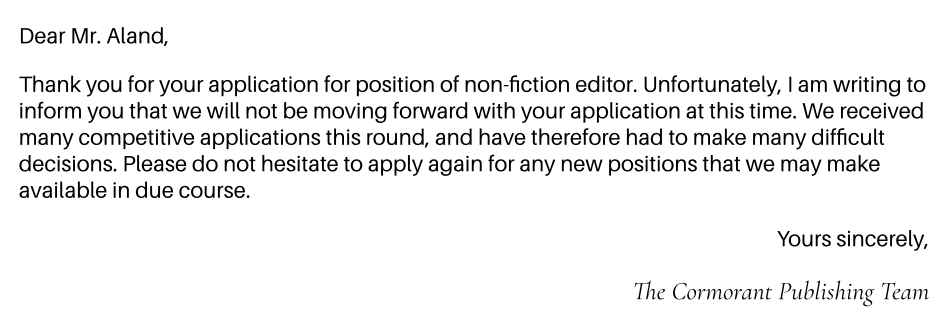 Dear Mr. Aland,
Thank you for your application for position of non-fiction editor. Unfortunately, I am writing to
inform you that we will not be moving forward with your application at this time. We received
many competitive applications this round, and have therefore had to make many difficult
decisions. Please do not hesitate to apply again for any new positions that we may make
available in due course.
Yours sincerely,
The Cormorant Publishing Team